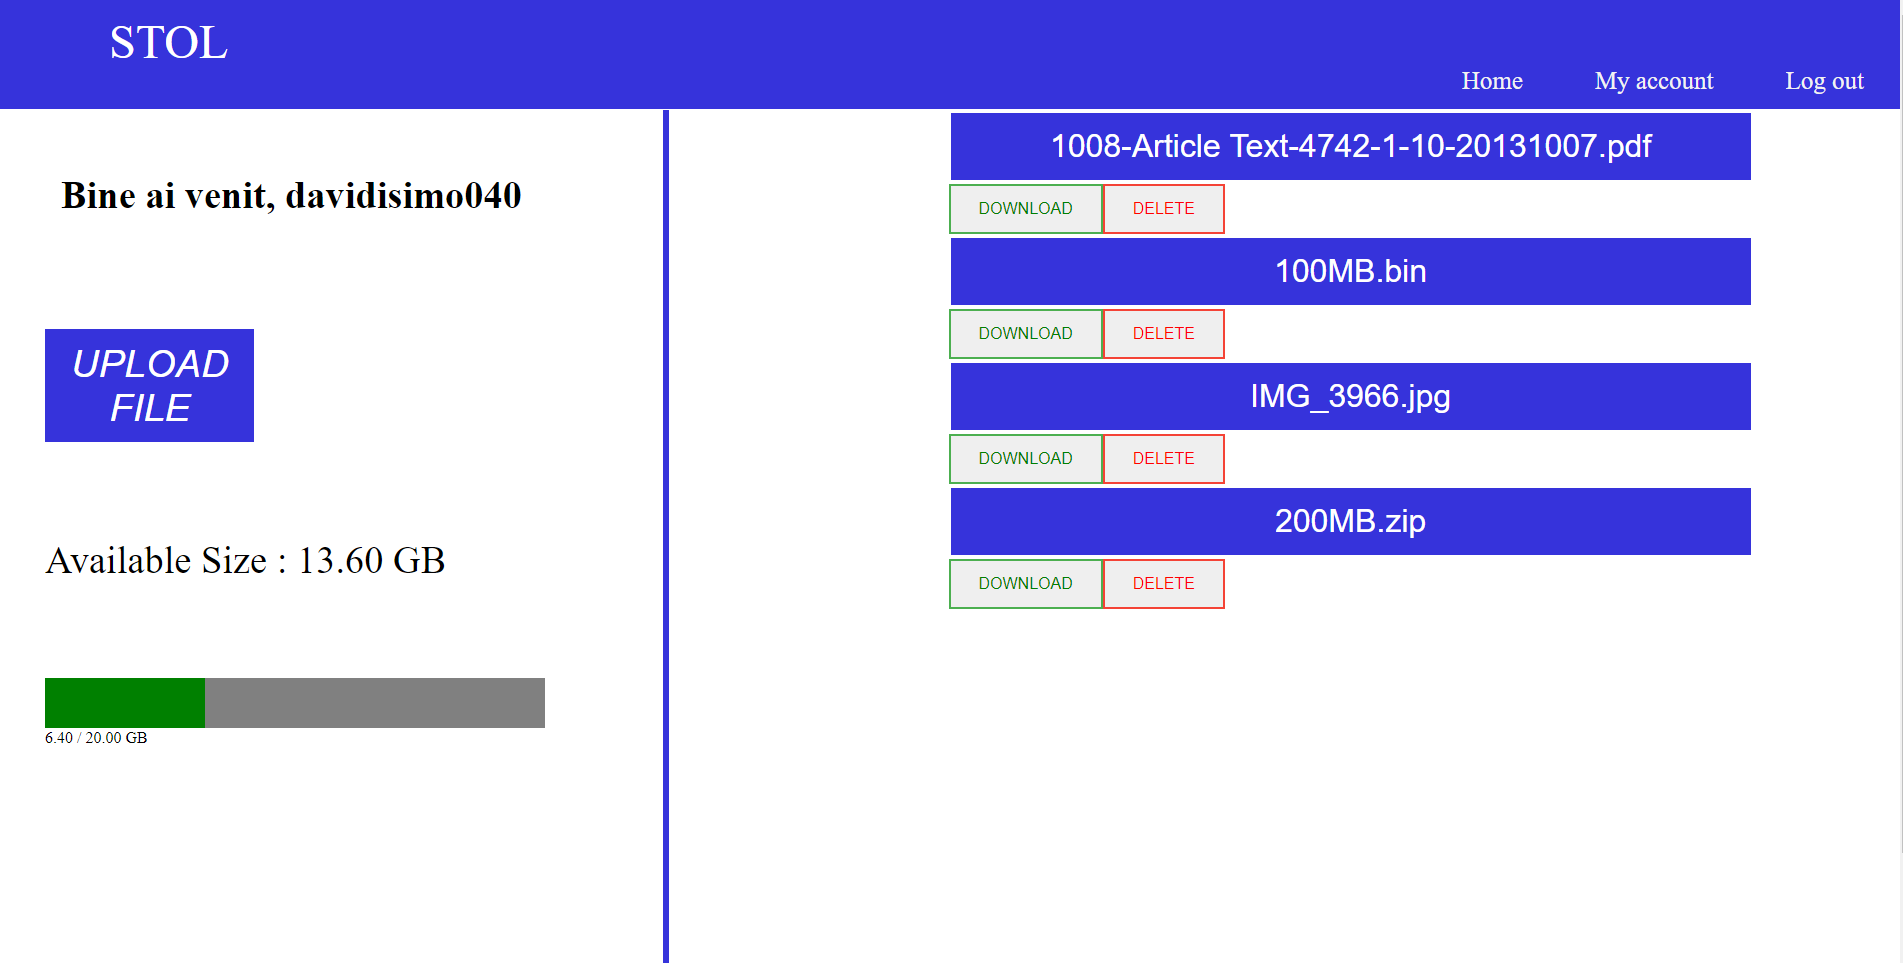 STOL
Home
My account
Log out
Bine ai venit, davidisimo040
UPLOAD
FILE
Available Size : 13.60 GB
6.40 / 20.00 GB
1008-Article Text-4742-1-10-20131007.pdf
DOWNLOAD
DELETE
100MB.bin
DOWNLOAD
DELETE
IMG_3966.jpg
DOWNLOAD
DELETE
200MB.zip
DOWNLOAD
DELETE